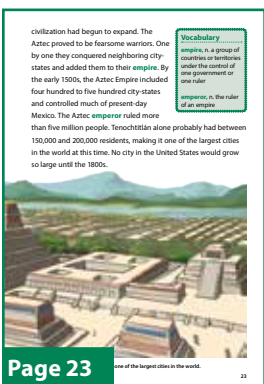 civilization had begun to expand. The
Aztec proved to be fearsome warriors. One
by one they conquered neighboring city-
states and added them to their empire. By
the early 1500s, the Aztec Empire included
four hundred to five hundred city-states
and controlled much of present-day
Mexico. The Aztec emperor ruled more
than five million people. Tenochtitlán alone probably had between
150,000 and 200,000 residents, making it one of the largest cities
in the world at this time. No city in the United States would grow
so large until the 1800s.
Vocabulary
empire, n. a group of
countries or territories
under the control of
one government or
one ruler
emperor, n. the ruler
of an empire
one of the largest cities in the world.
23
Page 23